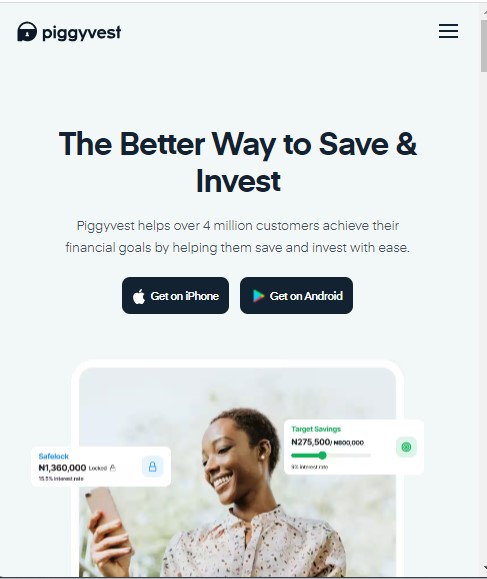 piggyvest
The Better Way to Save &
Invest
Piggyvest helps over 4 million customers achieve their
financial goals by helping them save and invest with ease.
Get on iPhone
Get on Android
Target Savings
₦275,500/ ₦500,000
9% interest rate
Safelock
₦1,360,000 Locked
15.5% interest rate